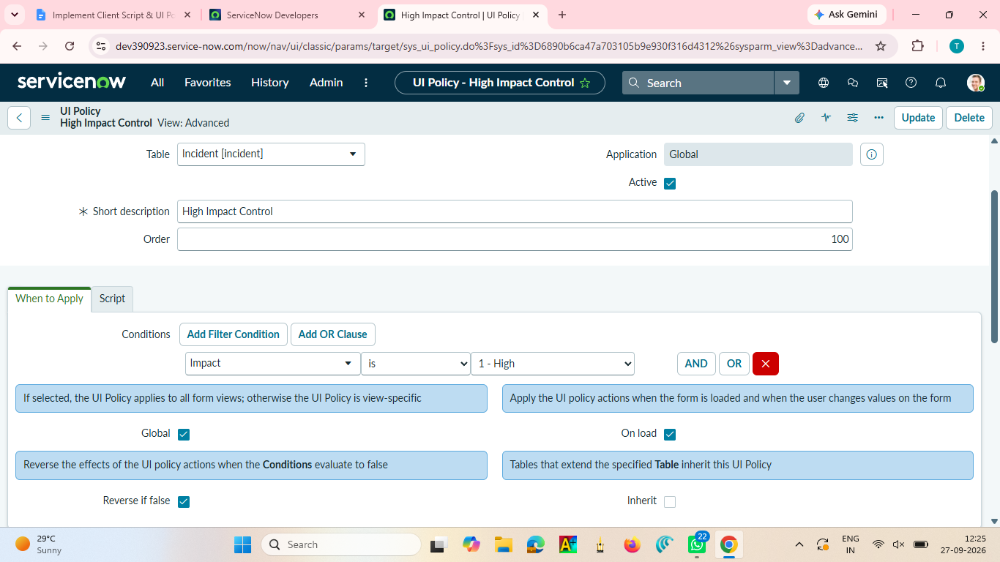 Implement Client Script & UI Po
ServiceNow Developers
High Impact Control | UI Policy
Ask Gemini
dev390923.service-now.com/now/nav/ui/classic/params/target/sys_ui_policy.do%3Fsys_id%3D6890b6ca47a703105b9e930f316d4312%26sysparm_view%3Dadvance...
T
servicenow
All
Favorites
History
Admin
UI Policy - High Impact Control
Search
UI Policy
High Impact Control View: Advanced
Update
Delete
Table
Incident [incident]
Application
Global
Active
Short description
High Impact Control
Order
100
When to Apply
Script
Conditions
Add Filter Condition
Add OR Clause
Impact
is
1 - High
AND
OR
If selected, the UI Policy applies to all form views; otherwise the UI Policy is view-specific
Apply the UI policy actions when the form is loaded and when the user changes values on the form
Global
On load
Reverse the effects of the UI policy actions when the Conditions evaluate to false
Tables that extend the specified Table inherit this UI Policy
Reverse if false
Inherit
29°C
Sunny
Search
22
ENG
IN
12:25
27-09-2026